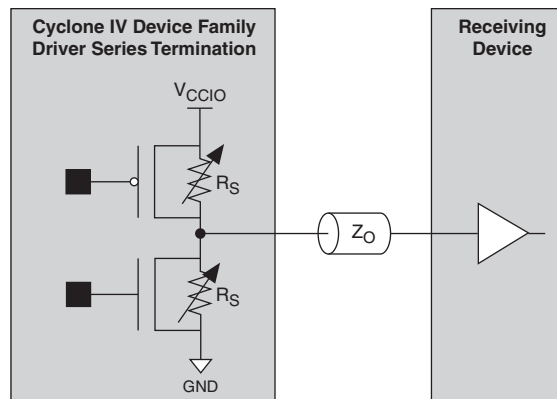 Cyclone IV Device Family
Driver Series Termination
Receiving
Device
VCCIO
RS
ZO
RS
GND